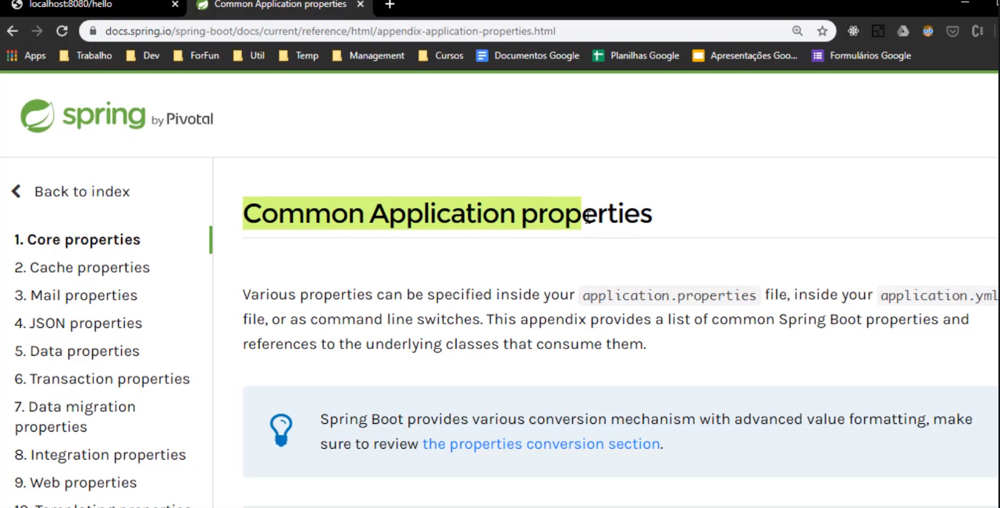 localhost:8080/hello
Common Application properties
docs.spring.io/spring-boot/docs/current/reference/html/appendix-application-properties.html
Apps Trabalho Dev ForFun Util Temp Management Cursos Documentos Google Planilhas Google Apresentações Goo... Formulários Google
spring by Pivotal
Back to index
1. Core properties
2. Cache properties
3. Mail properties
4. JSON properties
5. Data properties
6. Transaction properties
7. Data migration
properties
8. Integration properties
9. Web properties
10. Templating properties
Common Application properties
Various properties can be specified inside your application.properties file, inside your application.yml
file, or as command line switches. This appendix provides a list of common Spring Boot properties and
references to the underlying classes that consume them.
Spring Boot provides various conversion mechanism with advanced value formatting, make
sure to review the properties conversion section.